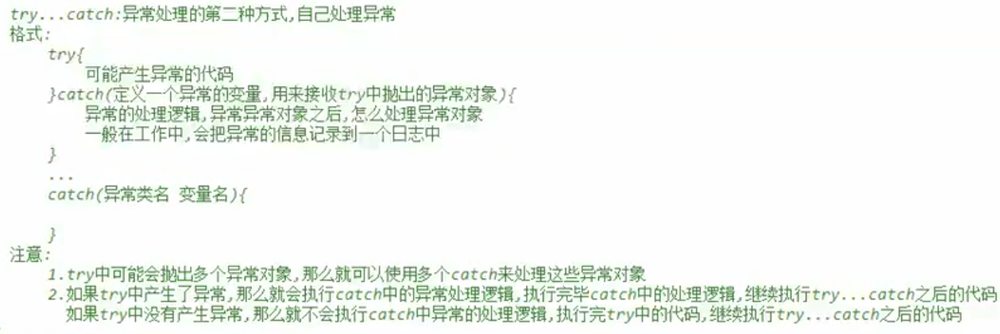 try...catch:异常处理的第二种方式,自己处理异常
格式:
try{
可能产生异常的代码
}catch(定义一个异常的变量,用来接收try中抛出的异常对象){
异常的处理逻辑,异常异常对象之后,怎么处理异常对象
一般在工作中,会把异常的信息记录到一个日志中
}
...
catch(异常类名 变量名){
}
注意:
1.try中可能会抛出多个异常对象,那么就可以使用多个catch来处理这些异常对象
2.如果try中产生了异常,那么就会执行catch中的异常处理逻辑,执行完毕catch中的处理逻辑,继续执行try...catch之后的代码
如果try中没有产生异常,那么就不会执行catch中异常的处理逻辑,执行完try中的代码,继续执行try...catch之后的代码